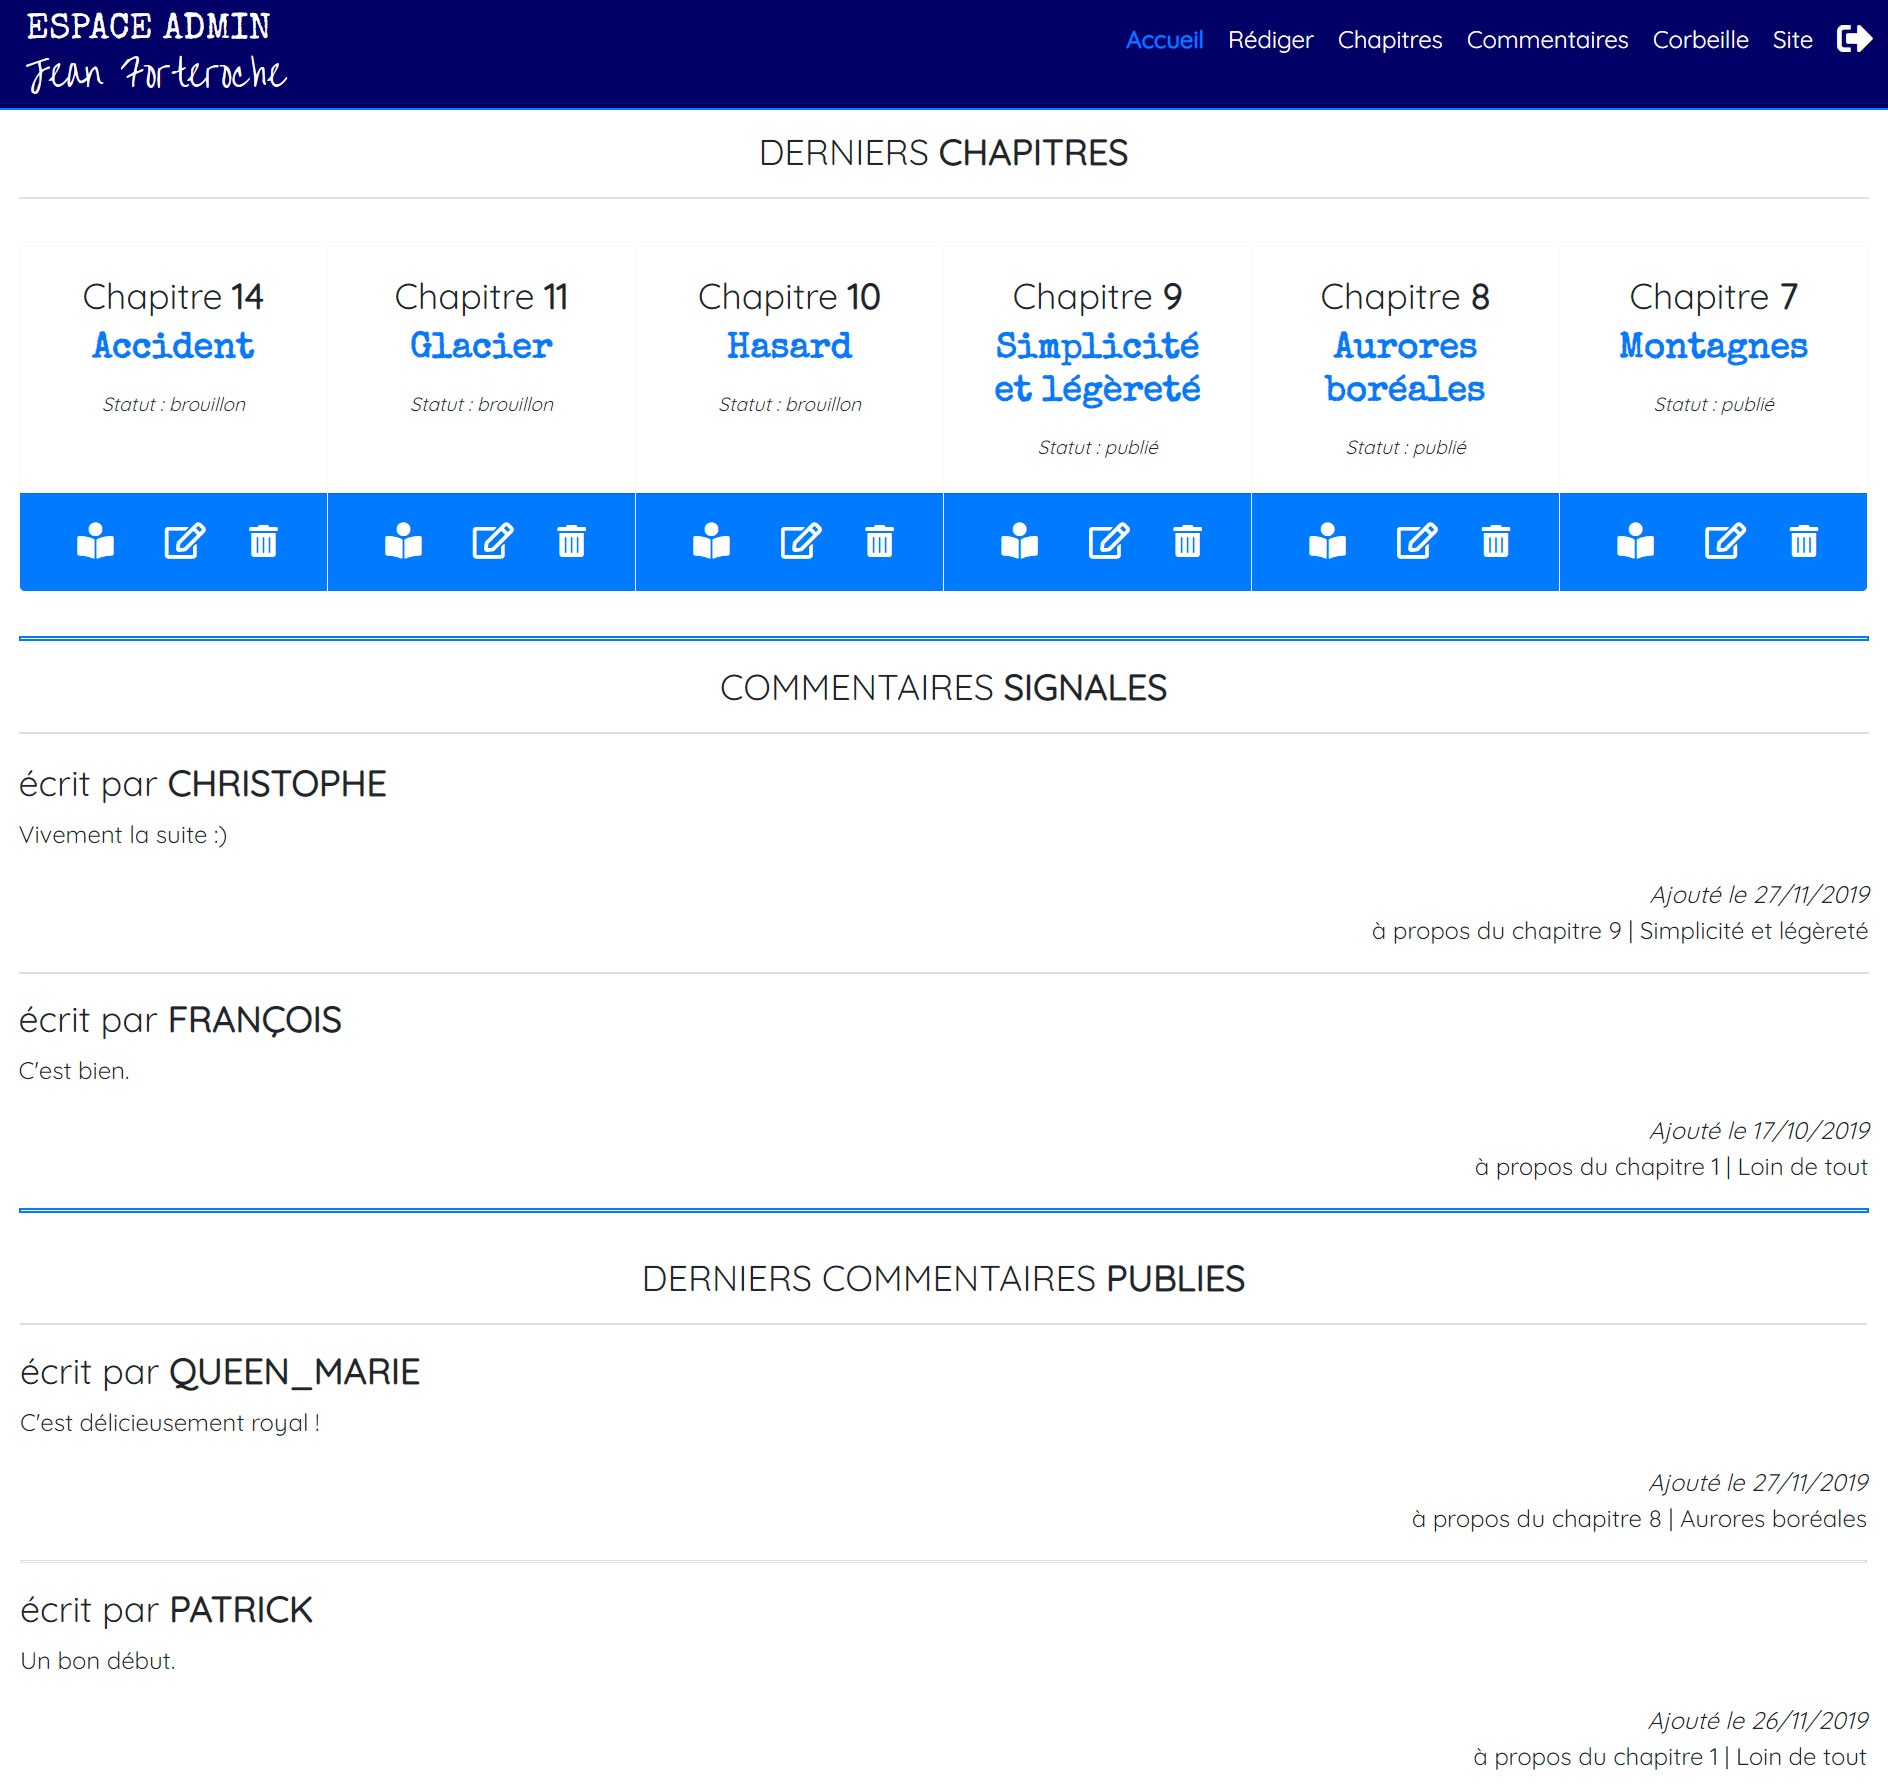 ESPACE ADMIN
Jean Forteroche
Accueil Rédiger Chapitres Commentaires Corbeille Site
DERNIERS CHAPITRES
Chapitre 14
Accident
Statut : brouillon
Chapitre 11
Glacier
Statut : brouillon
Chapitre 10
Hasard
Statut : brouillon
Chapitre 9
Simplicité
et légèreté
Statut : publié
Chapitre 8
Aurores
boréales
Statut : publié
Chapitre 7
Montagnes
Statut : publié
COMMENTAIRES SIGNALES
écrit par CHRISTOPHE
Vivement la suite :)
Ajouté le 27/11/2019
à propos du chapitre 9 | Simplicité et légèreté
écrit par FRANÇOIS
C'est bien.
Ajouté le 17/10/2019
à propos du chapitre 1 | Loin de tout
DERNIERS COMMENTAIRES PUBLIES
écrit par QUEEN_MARIE
C'est délicieusement royal !
Ajouté le 27/11/2019
à propos du chapitre 8 | Aurores boréales
écrit par PATRICK
Un bon début.
Ajouté le 26/11/2019
à propos du chapitre 1 | Loin de tout